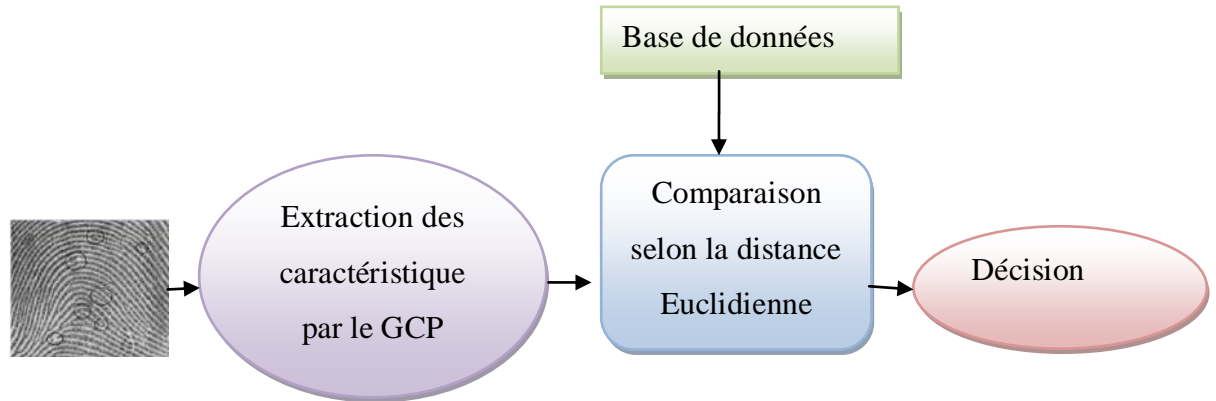 Base de données
Extraction des
caractéristique
par le GCP
Comparaison
selon la distance
Euclidienne
Décision